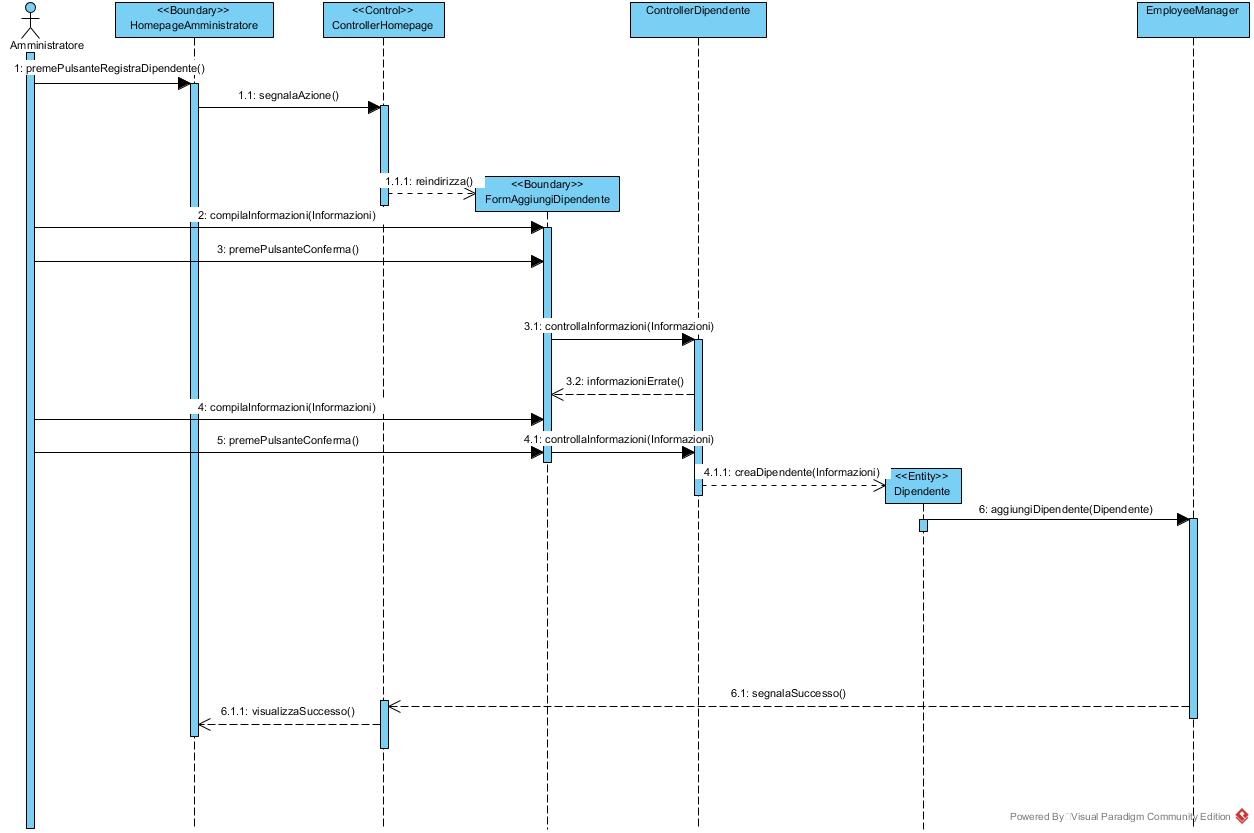 <<Boundary>>
HomepageAmministratore
<<Control>>
ControllerHomepage
ControllerDipendente
EmployeeManager
Amministratore
1: premePulsanteRegistraDipendente()
1.1: segnalaAzione()
1.1.1: reindirizza()
<<Boundary>>
FormAggiungiDipendente
2: compilaInformazioni(Informazioni)
3: premePulsanteConferma()
3.1: controllaInformazioni(Informazioni)
3.2: informazioniErrate()
4: compilaInformazioni(Informazioni)
5: premePulsanteConferma()
4.1: controllaInformazioni(Informazioni)
4.1.1: creaDipendente(Informazioni)
<<Entity>>
Dipendente
6: aggiungiDipendente(Dipendente)
6.1: segnalaSuccesso()
6.1.1: visualizzaSuccesso()
Powered By Visual Paradigm Community Edition